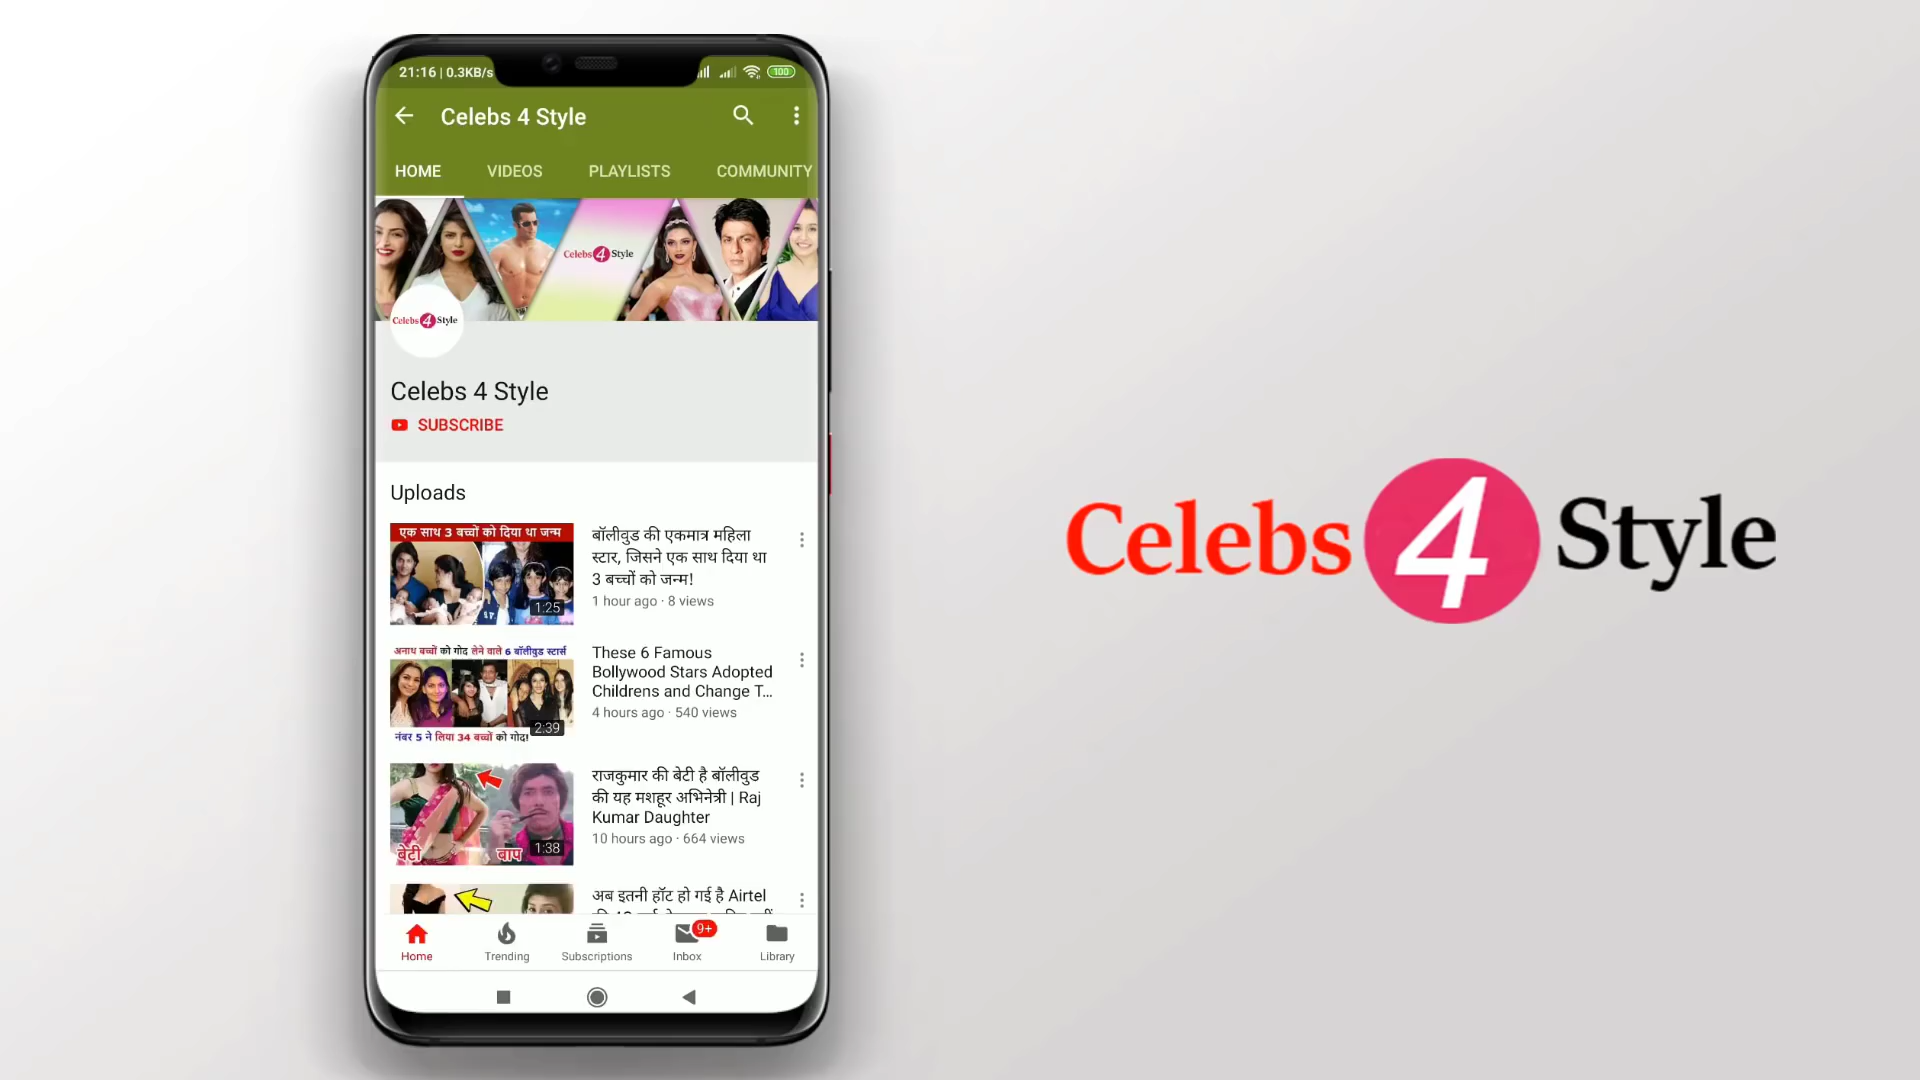 21:16 | 0.3KB/s
100
Celebs 4 Style
HOME VIDEOS PLAYLISTS COMMUNITY
Celebs 4 Style
Celebs 4 Style
Celebs 4 Style
SUBSCRIBE
Uploads
एक साथ 3 बच्चों को दिया था जन्म
1:25
बॉलीवुड की एकमात्र महिला
स्टार, जिसने एक साथ दिया था
3 बच्चों को जन्म!
1 hour ago · 8 views
अनाथ बच्चों को गोद लेने वाले 6 बॉलीवुड स्टार्स
2:39
नंबर 5 ने लिया 34 बच्चों को गोद!
These 6 Famous
Bollywood Stars Adopted
Childrens and Change T...
4 hours ago · 540 views
बेटी
बाप
1:38
राजकुमार की बेटी है बॉलीवुड
की यह मशहूर अभिनेत्री | Raj
Kumar Daughter
10 hours ago · 664 views
अब इतनी हॉट हो गई है Airtel
9+
Home Trending Subscriptions Inbox Library
Celebs 4 Style